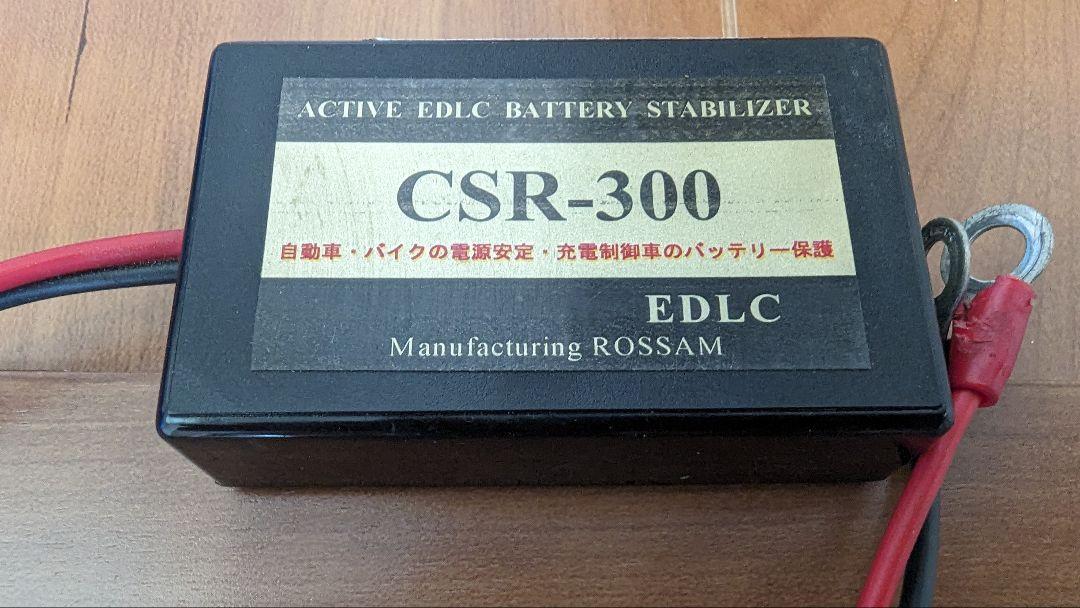 ACTIVE EDLC BATTERY STABILIZER
CSR-300
自動車・バイクの電源安定・充電制御車のバッテリー保護
EDLC
Manufacturing ROSSAM